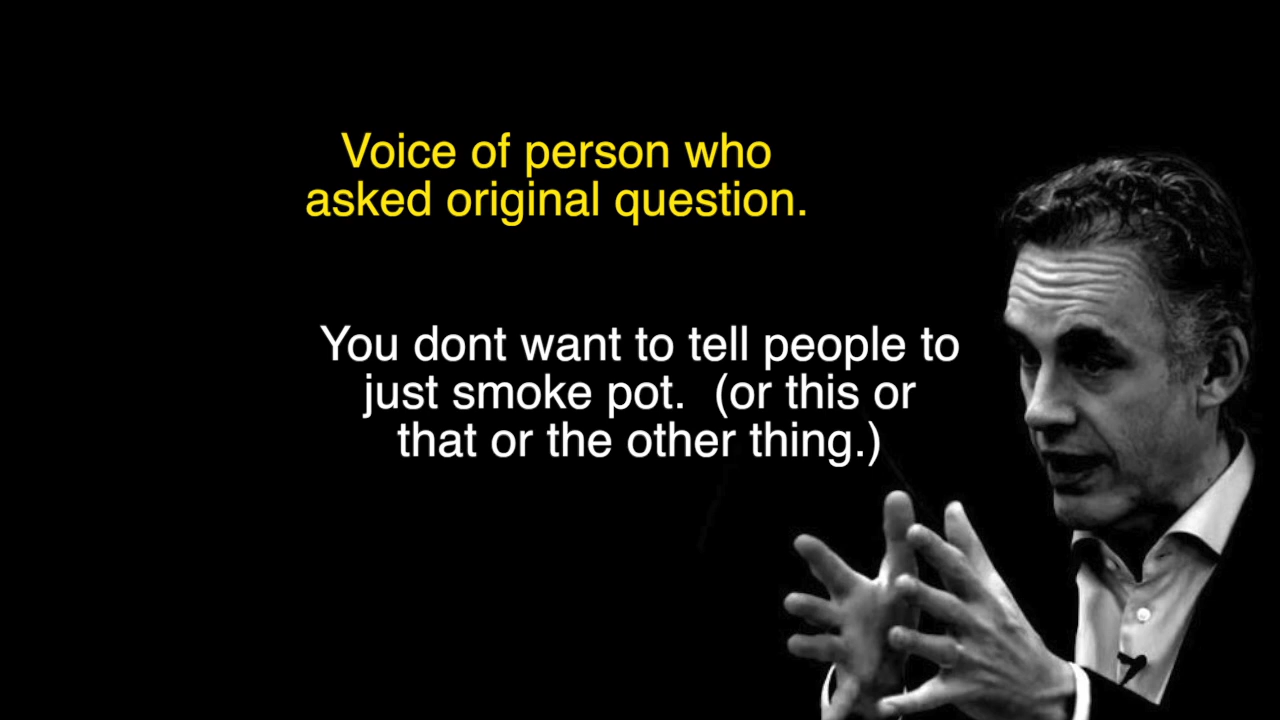 Voice of person who
asked original question.
You dont want to tell people to
just smoke pot.  (or this or
that or the other thing.)